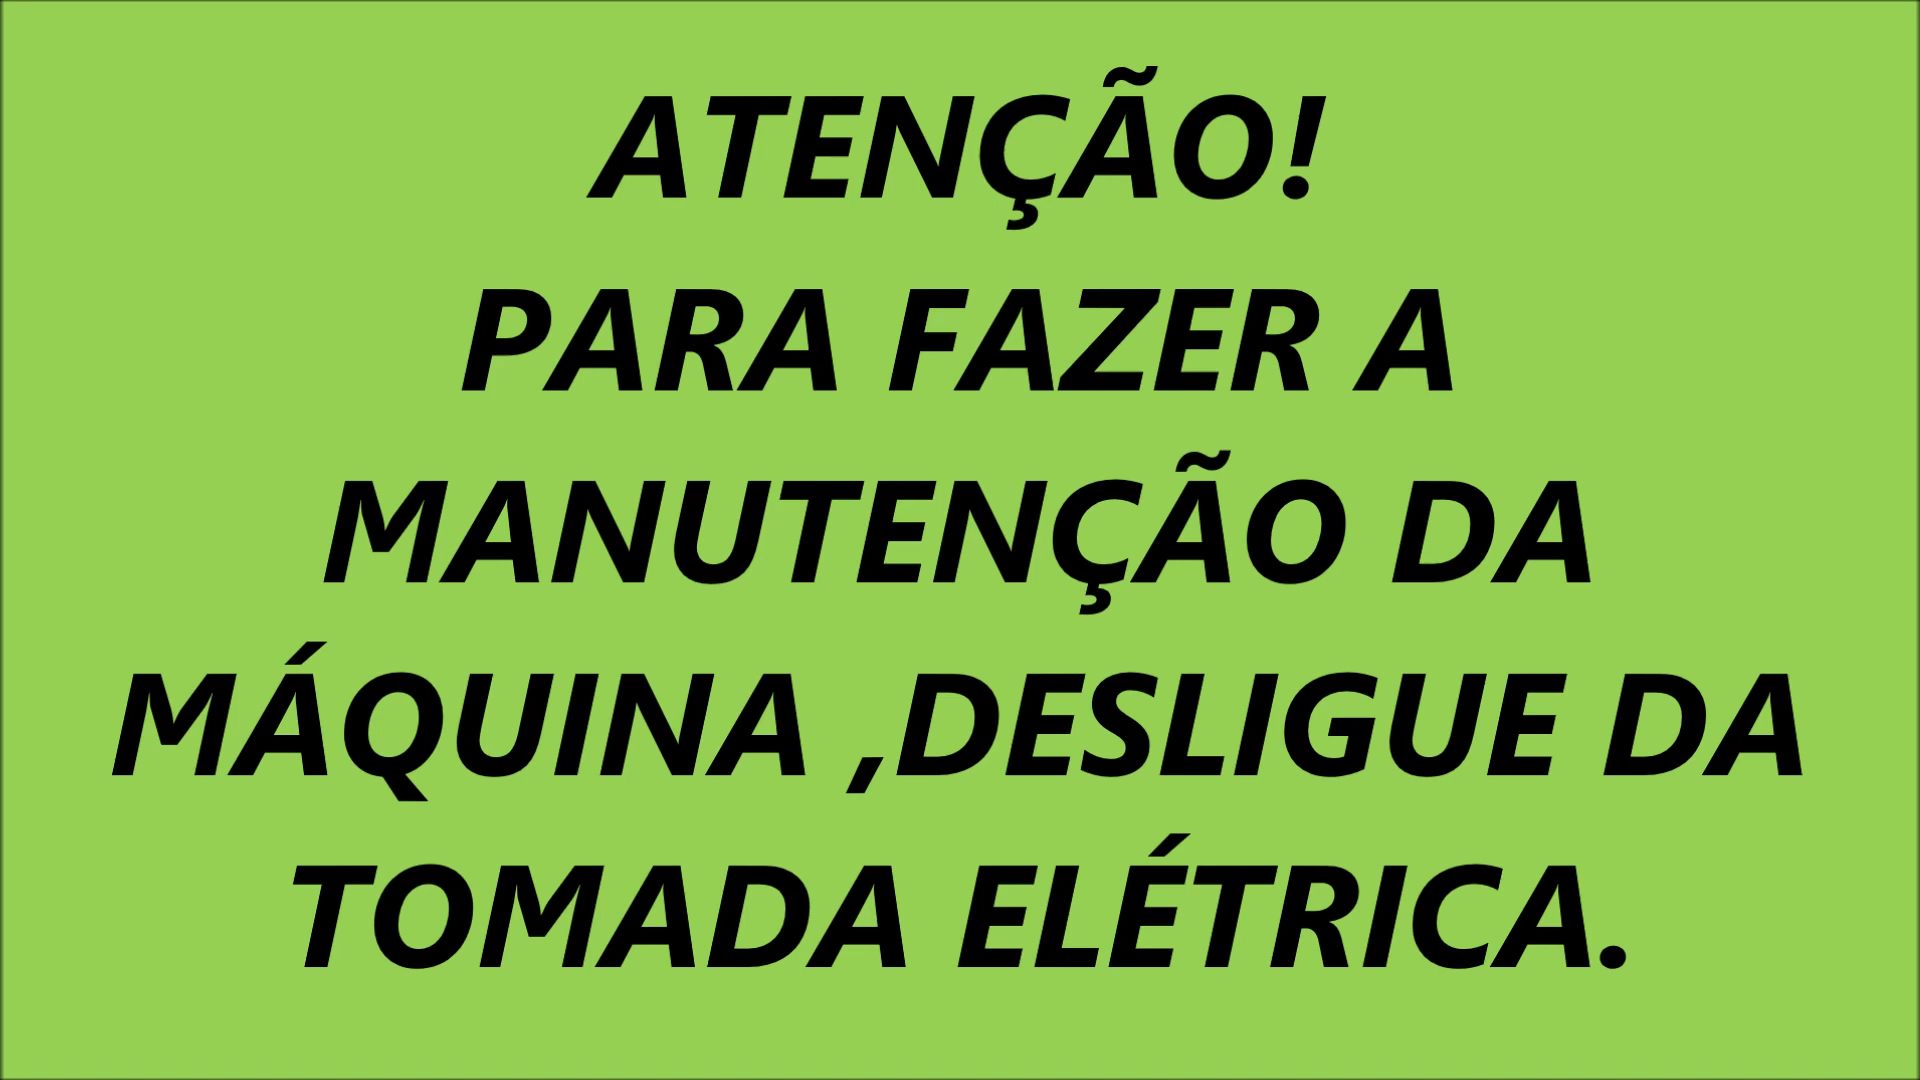 ATENÇÃO!
PARA FAZER A
MANUTENÇÃO DA
MÁQUINA ,DESLIGUE DA
TOMADA ELÉTRICA.